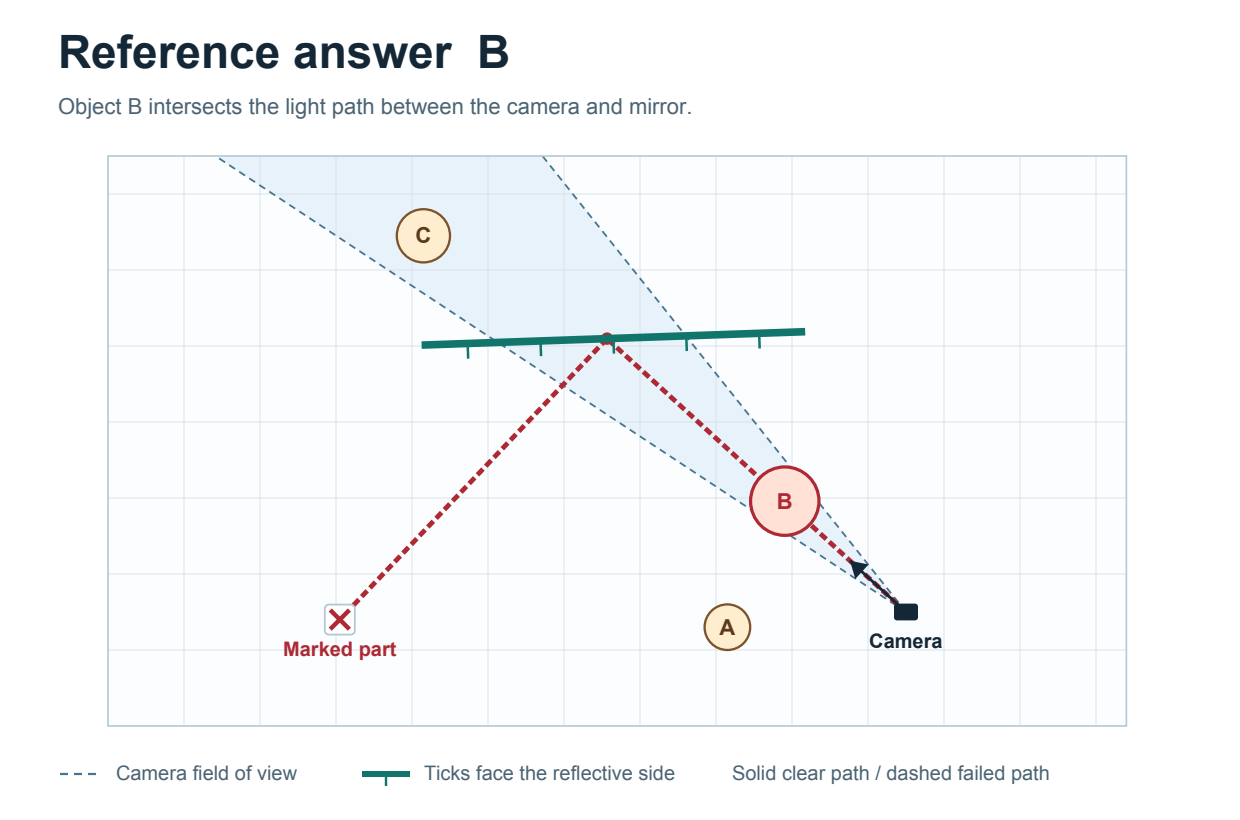 Reference answer B
Object B intersects the light path between the camera and mirror.
C
B
A
Marked part
Camera
Camera field of view
Ticks face the reflective side
Solid clear path / dashed failed path